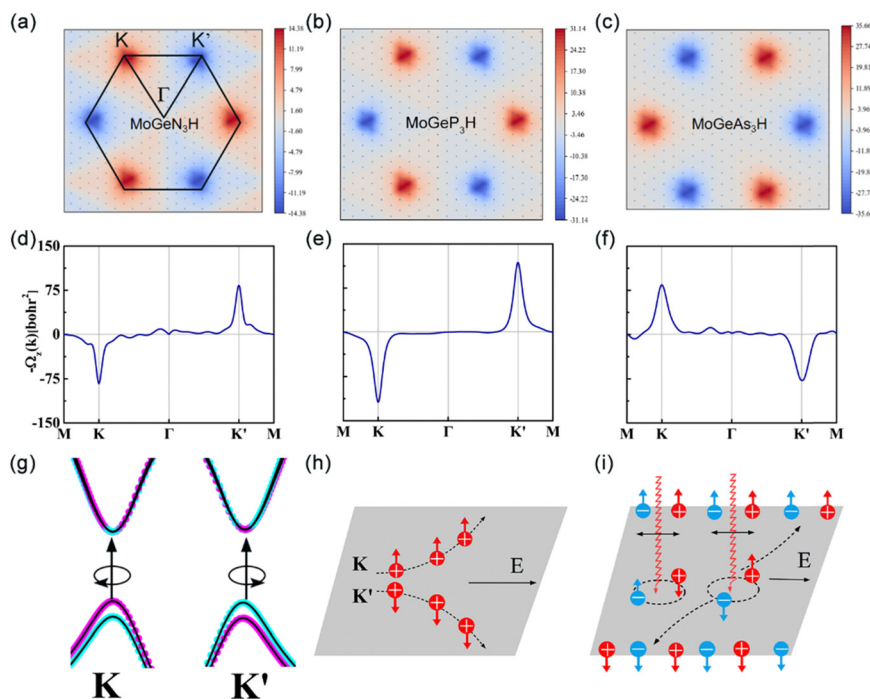 (a)
K
K'
Γ
MoGeN3H
14.38
11.19
7.99
4.79
1.60
-1.60
-4.79
-7.99
-11.19
-14.38
(b)
MoGeP3H
31.14
24.22
17.30
10.38
3.46
-3.46
-10.38
-17.30
-24.22
-31.14
(c)
MoGeAs3H
35.66
27.74
19.81
11.89
3.96
-3.96
-11.89
-19.81
-27.7
-35.6
(d)
-Ωz(k)[bohr²]
150
75
0
-75
-150
M K Γ K' M
(e)
M K Γ K' M
(f)
M K Γ K' M
(g)
K K'
(h)
K
K'
E
(i)
E